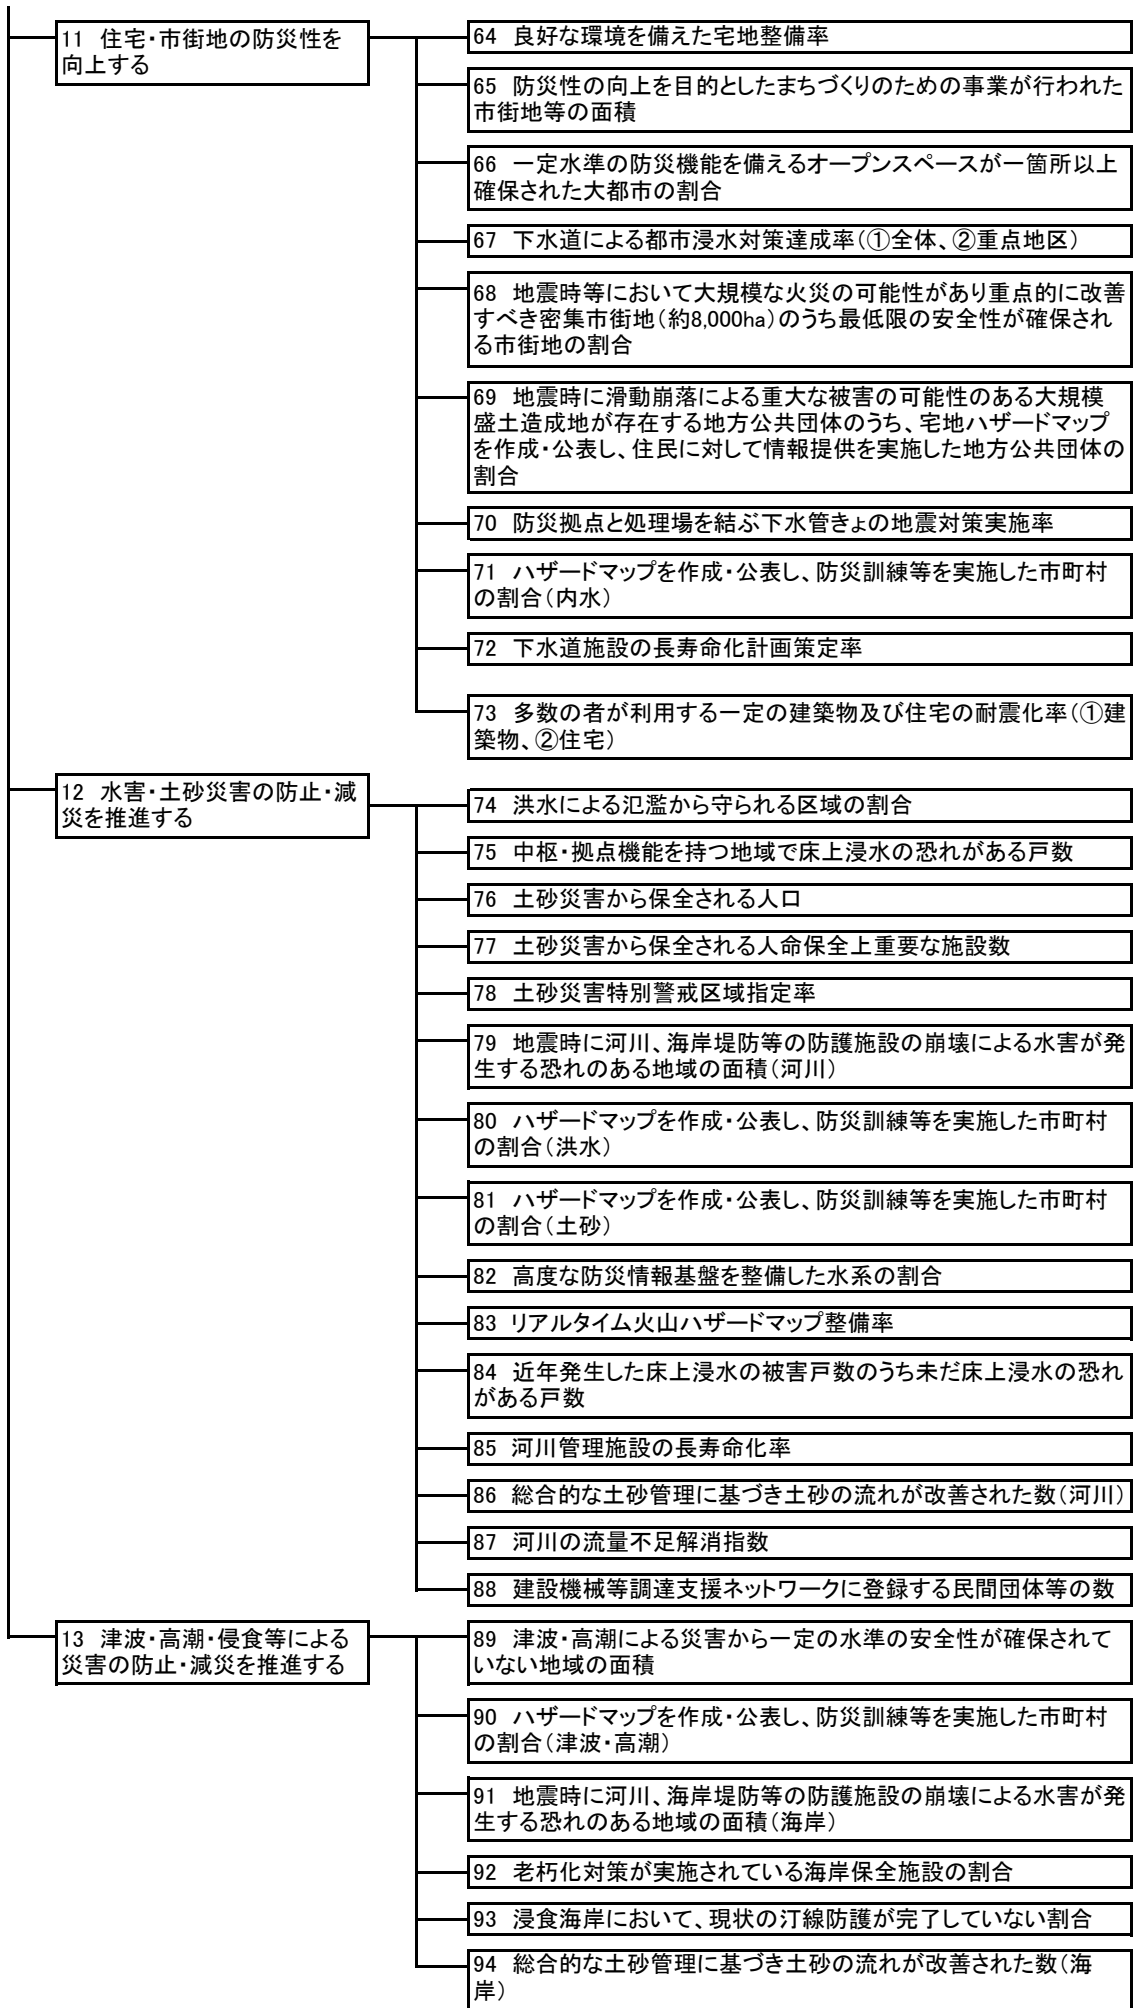 11 住宅・市街地の防災性を
向上する
64 良好な環境を備えた宅地整備率
65 防災性の向上を目的としたまちづくりのための事業が行われた
市街地等の面積
66 一定水準の防災機能を備えるオープンスペースが一箇所以上
確保された大都市の割合
67 下水道による都市浸水対策達成率（①全体、②重点地区）
68 地震時等において大規模な火災の可能性があり重点的に改善
すべき密集市街地（約8,000ha）のうち最低限の安全性が確保され
る市街地の割合
69 地震時に滑動崩落による重大な被害の可能性のある大規模
盛土造成地が存在する地方公共団体のうち、宅地ハザードマップ
を作成・公表し、住民に対して情報提供を実施した地方公共団体の
割合
70 防災拠点と処理場を結ぶ下水管きょの地震対策実施率
71 ハザードマップを作成・公表し、防災訓練等を実施した市町村
の割合（内水）
72 下水道施設の長寿命化計画策定率
73 多数の者が利用する一定の建築物及び住宅の耐震化率（①建
築物、②住宅）
12 水害・土砂災害の防止・減
災を推進する
74 洪水による氾濫から守られる区域の割合
75 中枢・拠点機能を持つ地域で床上浸水の恐れがある戸数
76 土砂災害から保全される人口
77 土砂災害から保全される人命保全上重要な施設数
78 土砂災害特別警戒区域指定率
79 地震時に河川、海岸堤防等の防護施設の崩壊による水害が発
生する恐れのある地域の面積（河川）
80 ハザードマップを作成・公表し、防災訓練等を実施した市町村
の割合（洪水）
81 ハザードマップを作成・公表し、防災訓練等を実施した市町村
の割合（土砂）
82 高度な防災情報基盤を整備した水系の割合
83 リアルタイム火山ハザードマップ整備率
84 近年発生した床上浸水の被害戸数のうち未だ床上浸水の恐れ
がある戸数
85 河川管理施設の長寿命化率
86 総合的な土砂管理に基づき土砂の流れが改善された数（河川）
87 河川の流量不足解消指数
88 建設機械等調達支援ネットワークに登録する民間団体等の数
13 津波・高潮・侵食等による
災害の防止・減災を推進する
89 津波・高潮による災害から一定の水準の安全性が確保されて
いない地域の面積
90 ハザードマップを作成・公表し、防災訓練等を実施した市町村
の割合（津波・高潮）
91 地震時に河川、海岸堤防等の防護施設の崩壊による水害が発
生する恐れのある地域の面積（海岸）
92 老朽化対策が実施されている海岸保全施設の割合
93 浸食海岸において、現状の汀線防護が完了していない割合
94 総合的な土砂管理に基づき土砂の流れが改善された数（海
岸）